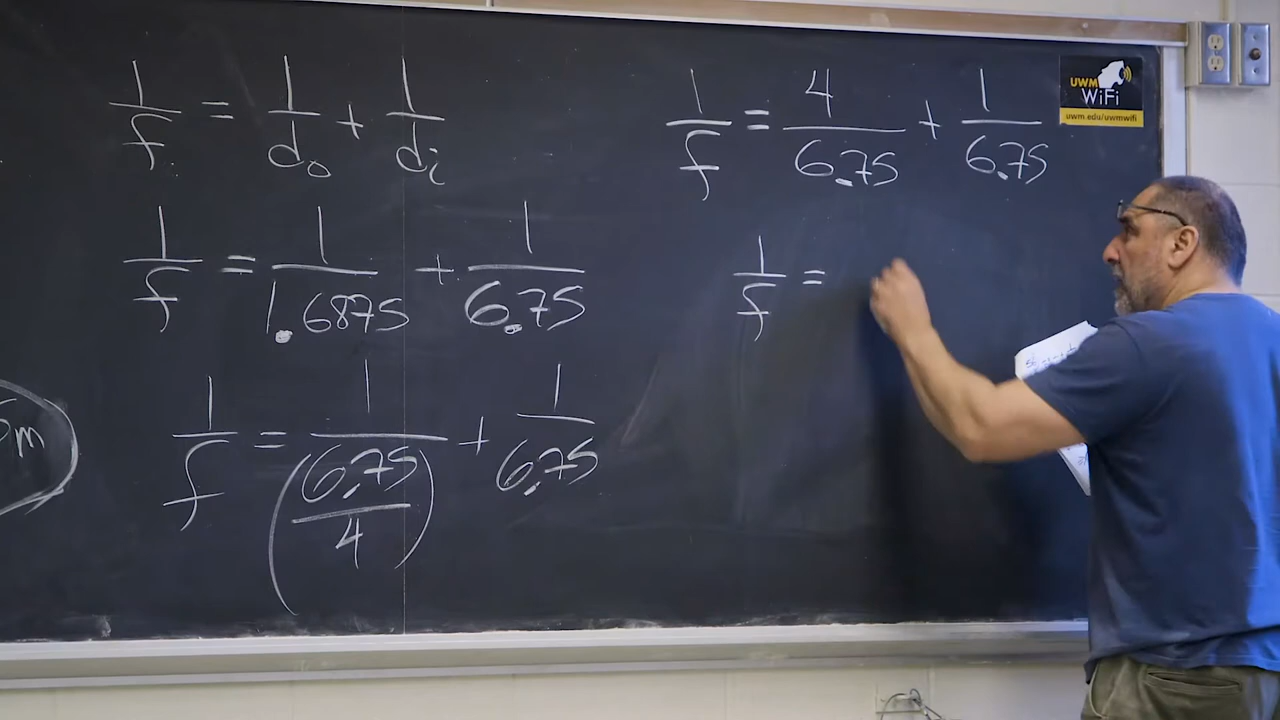 1/f = 1/d₀ + 1/dᵢ
1/f = 1/1.6875 + 1/6.75
1/f = 1/(6.75/4) + 1/6.75
m
1/f = 4/6.75 + 1/6.75
1/f =
UWM
WiFi
uwm.edu/uwmwifi